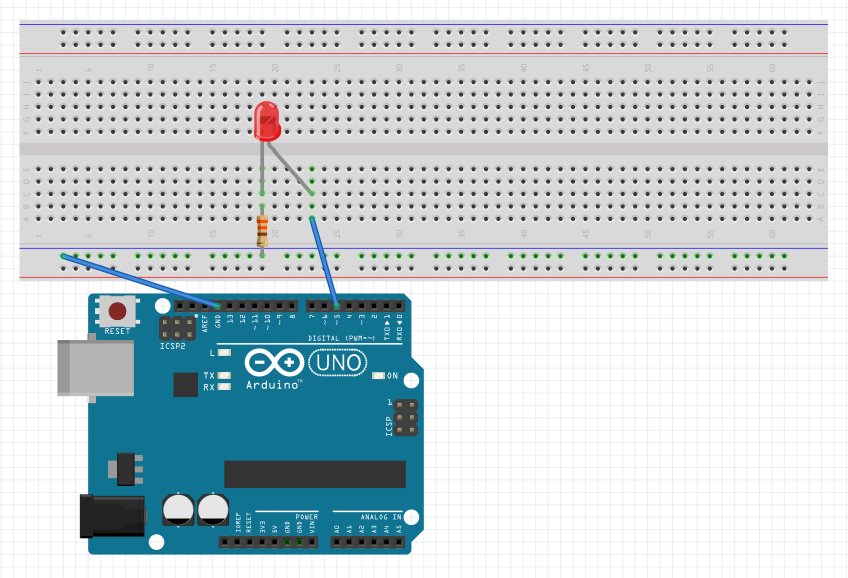 1 5 10 15 20 25 30 35 40 45 50 55 60
J J
I I
H H
G G
F F
E E
D D
C C
B B
A A
1 5 10 15 20 25 30 35 40 45 50 55 60
RESET
ICSP2
AREF
GND
13
12
~11
~10
~9
8
7
~6
~5
4
~3
2
TX0▶1
RX0◀0
DIGITAL (PWM=~)
L
TX
RX
UNO
Arduino™
ON
1
ICSP
POWER
ANALOG IN
IOREF
RESET
3V3
5V
GND
GND
VIN
A0
A1
A2
A3
A4
A5